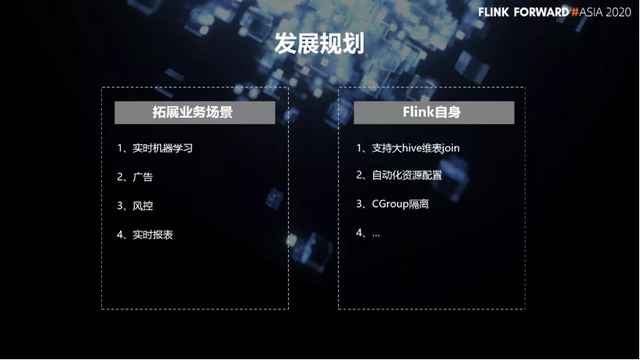 FLINK FORWARD #ASIA 2020
发展规划
拓展业务场景
1、实时机器学习
2、广告
3、风控
4、实时报表
Flink自身
1、支持大hive维表join
2、自动化资源配置
3、CGroup隔离
4、...